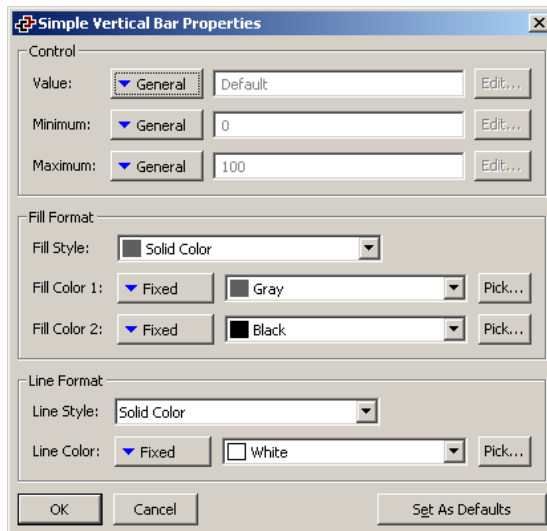 Simple Vertical Bar Properties
Control
Value: General Default Edit...
Minimum: General 0 Edit...
Maximum: General 100 Edit...
Fill Format
Fill Style: Solid Color
Fill Color 1: Fixed Gray Pick...
Fill Color 2: Fixed Black Pick...
Line Format
Line Style: Solid Color
Line Color: Fixed White Pick...
OK Cancel Set As Defaults